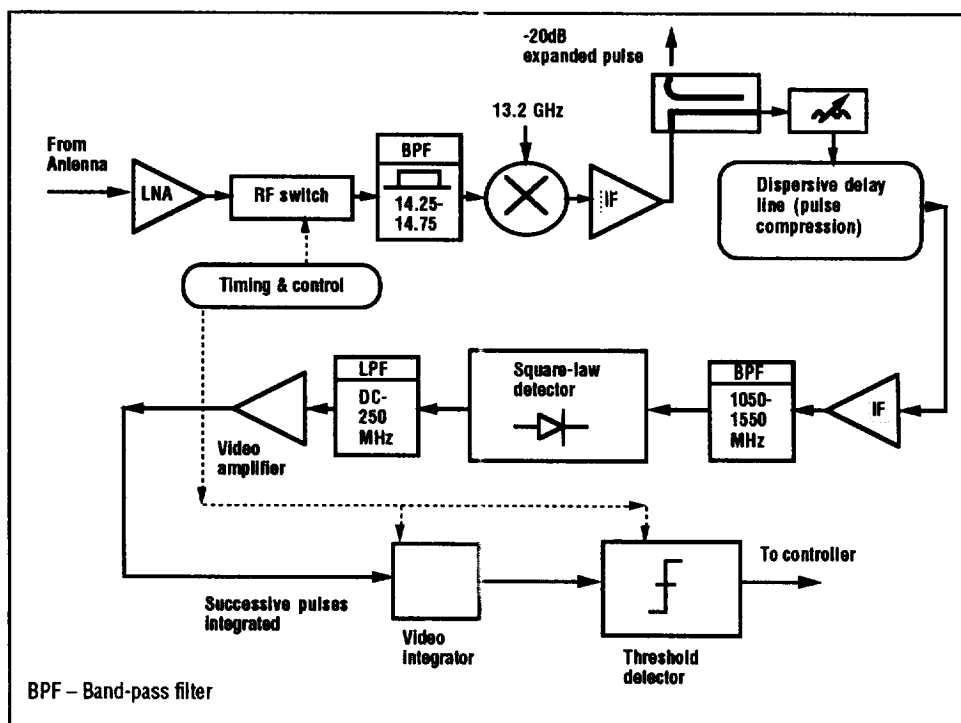 -20dB
expanded pulse
13.2 GHz
From
Antenna
LNA
RF switch
BPF
14.25-
14.75
IF
Dispersive delay
line (pulse
compression)
Timing & control
LPF
DC-
250
MHz
Square-law
detector
BPF
1050-
1550
MHz
IF
Video
amplifier
To controller
Successive pulses
integrated
Video
integrator
Threshold
detector
BPF – Band-pass filter